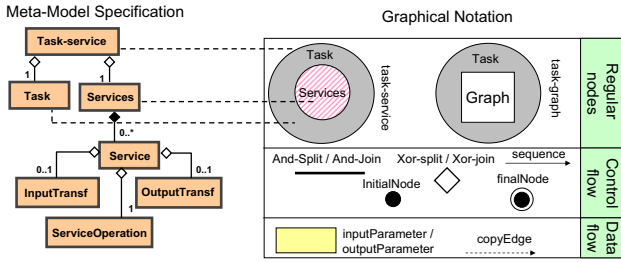 Meta-Model Specification
Task-service
1
1
Task
Services
0..*
Service
0..1
0..1
InputTransf
OutputTransf
1
ServiceOperation
Graphical Notation
Task
Services
task-service
Task
Graph
task-graph
Regular
nodes
And-Split / And-Join
Xor-split / Xor-join
sequence
InitialNode
finalNode
Control
flow
inputParameter /
outputParameter
copyEdge
Data
flow